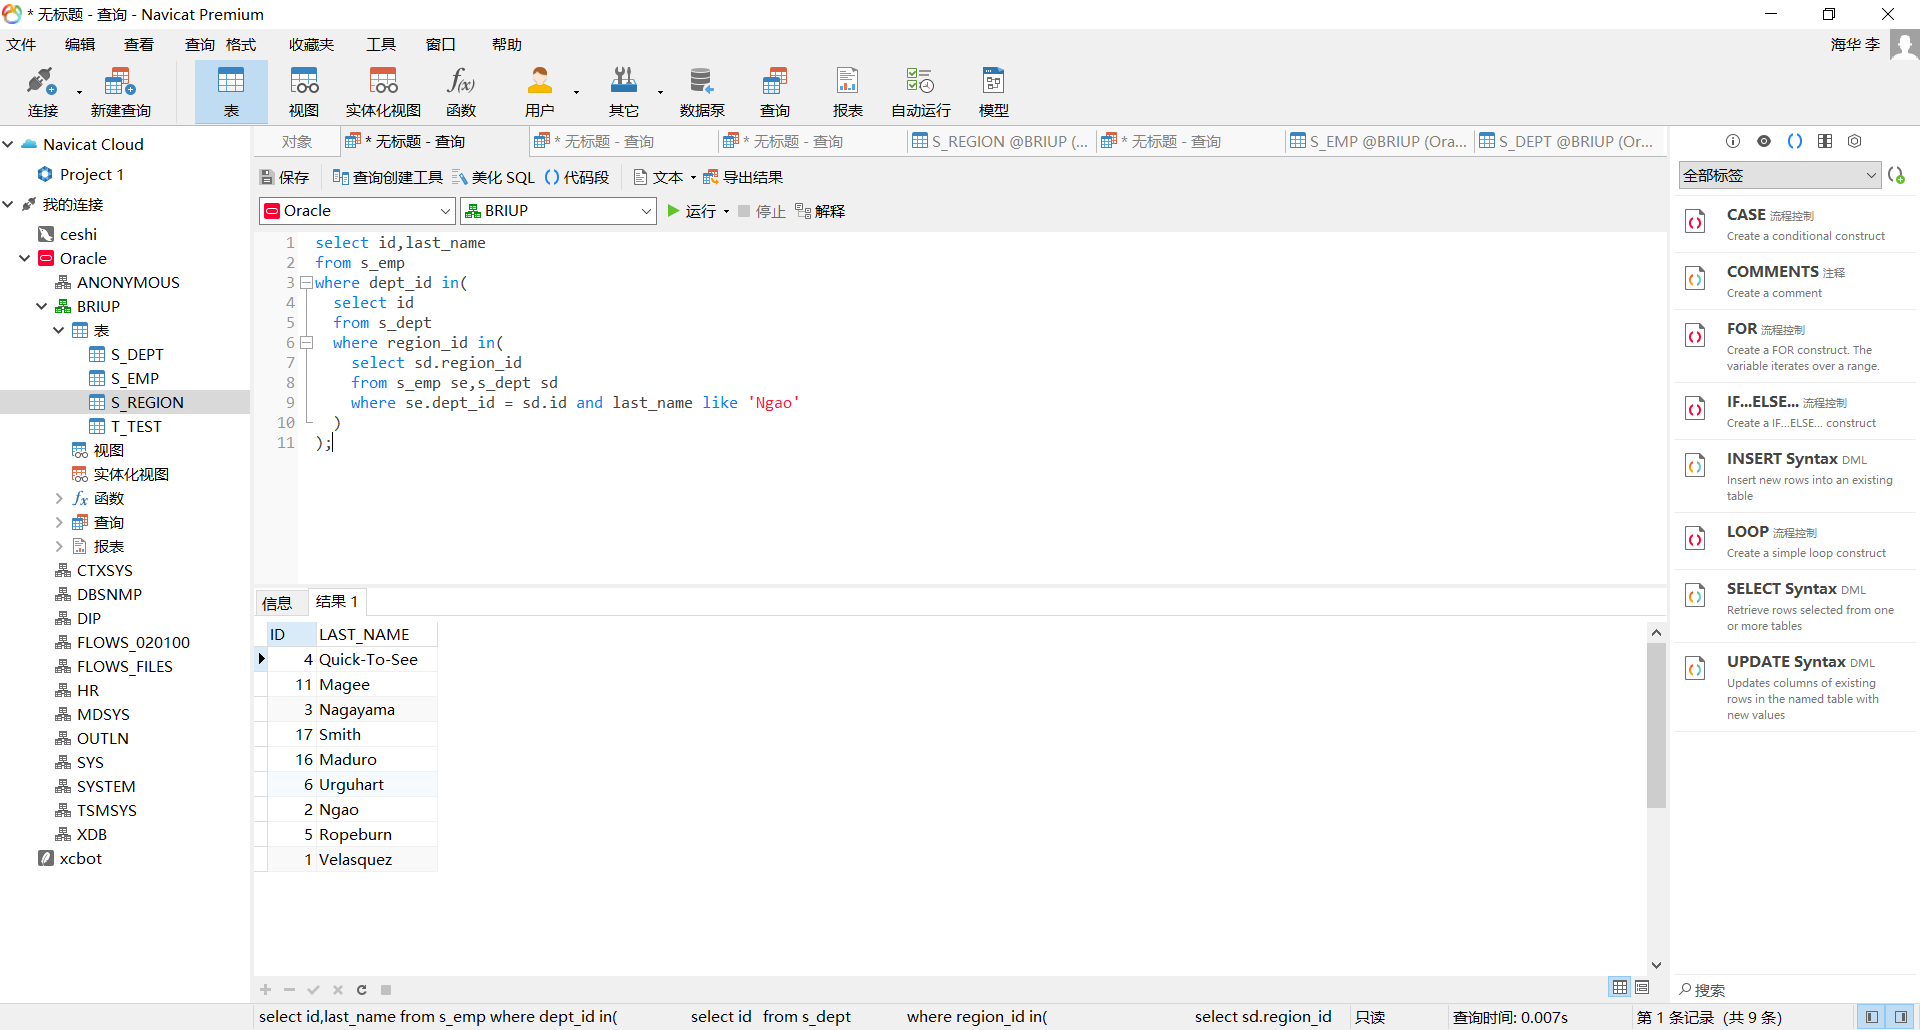 * 无标题 - 查询 - Navicat Premium
文件 编辑 查看 查询 格式 收藏夹 工具 窗口 帮助 海华 李
连接 新建查询 表 视图 实体化视图 函数 用户 其它 数据泵 查询 报表 自动运行 模型
Navicat Cloud
Project 1
我的连接
ceshi
Oracle
ANONYMOUS
BRIUP
表
S_DEPT
S_EMP
S_REGION
T_TEST
视图
实体化视图
函数
查询
报表
CTXSYS
DBSNMP
DIP
FLOWS_020100
FLOWS_FILES
HR
MDSYS
OUTLN
SYS
SYSTEM
TSMSYS
XDB
xcbot
对象 * 无标题 - 查询 * 无标题 - 查询 * 无标题 - 查询 S_REGION @BRIUP (... * 无标题 - 查询 S_EMP @BRIUP (Ora... S_DEPT @BRIUP (Or...
保存 查询创建工具 美化 SQL 代码段 文本 导出结果
Oracle BRIUP 运行 停止 解释
1 select id,last_name
2 from s_emp
3 where dept_id in(
4 select id
5 from s_dept
6 where region_id in(
7 select sd.region_id
8 from s_emp se,s_dept sd
9 where se.dept_id = sd.id and last_name like 'Ngao'
10 )
11 );
信息 结果 1
ID LAST_NAME
4 Quick-To-See
11 Magee
3 Nagayama
17 Smith
16 Maduro
6 Urguhart
2 Ngao
5 Ropeburn
1 Velasquez
全部标签
CASE 流程控制
Create a conditional construct
COMMENTS 注释
Create a comment
FOR 流程控制
Create a FOR construct. The
variable iterates over a range.
IF...ELSE... 流程控制
Create a IF...ELSE... construct
INSERT Syntax DML
Insert new rows into an existing
table
LOOP 流程控制
Create a simple loop construct
SELECT Syntax DML
Retrieve rows selected from one
or more tables
UPDATE Syntax DML
Updates columns of existing
rows in the named table with
new values
搜索
select id,last_name from s_emp where dept_id in( select id from s_dept where region_id in( select sd.region_id 只读 查询时间: 0.007s 第 1 条记录 (共 9 条)